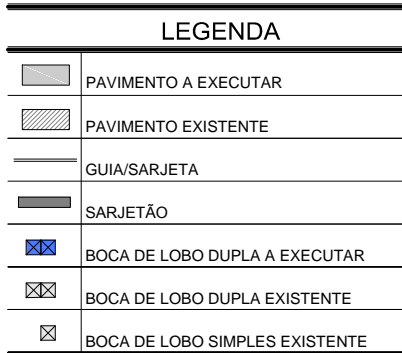 LEGENDA
PAVIMENTO A EXECUTAR
PAVIMENTO EXISTENTE
GUIA/SARJETA
SARJETÃO
BOCA DE LOBO DUPLA A EXECUTAR
BOCA DE LOBO DUPLA EXISTENTE
BOCA DE LOBO SIMPLES EXISTENTE